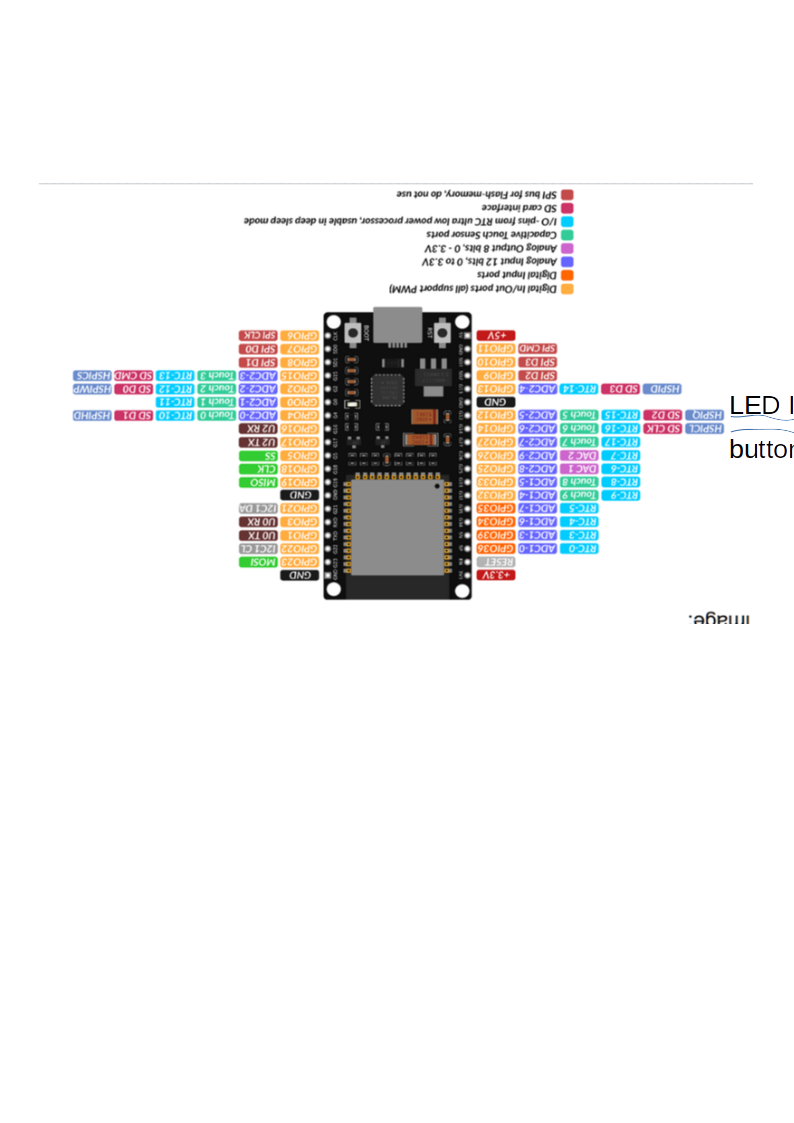 SPI bus for Flash-memory, do not use
SD card interface
I/O -pins from RTC ultra low power processor, usable in deep sleep mode
Capacitive Touch Sensor ports
Analog Output 8 bits, 0 - 3.3V
Analog Input 12 bits, 0 to 3.3V
Digital Input ports
Digital In/Out ports (all support PWM)
BOOT RST
+5V GPIO6 SPI CLK
SPI CMD GPIO11 GPIO7 SPI D0
SPI D3 GPIO10 GPIO8 SPI D1
SPI D2 GPIO9 GPIO15 ADC2-3 Touch 3 RTC-13 SD CMD HSPICS
HSPID SD D3 RTC-14 ADC2-4 GPIO13 GPIO2 ADC2-2 Touch 2 RTC-12 SD D0 HSPIWP
GND GPIO0 ADC2-1 Touch 1 RTC-11
HSPIQ SD D2 RTC-15 Touch 5 ADC2-5 GPIO12 GPIO4 ADC2-0 Touch 0 RTC-10 SD D1 HSPIHD
HSPICL SD CLK RTC-16 Touch 6 ADC2-6 GPIO14 GPIO16 U2 RX
RTC-17 Touch 7 ADC2-7 GPIO27 GPIO17 U2 TX
RTC-7 DAC 2 ADC2-9 GPIO26 GPIO5 SS
RTC-6 DAC 1 ADC2-8 GPIO25 GPIO18 CLK
RTC-8 Touch 8 ADC1-5 GPIO33 GPIO19 MISO
RTC-9 Touch 9 ADC1-4 GPIO32 GND
RTC-5 ADC1-7 GPIO35 GPIO21 I2C1 DA
RTC-4 ADC1-6 GPIO34 GPIO3 U0 RX
RTC-3 ADC1-3 GPIO39 GPIO1 U0 TX
RTC-0 ADC1-0 GPIO36 GPIO22 I2C1 CL
RESET GPIO23 MOSI
+3.3V GND
LED
button
image: